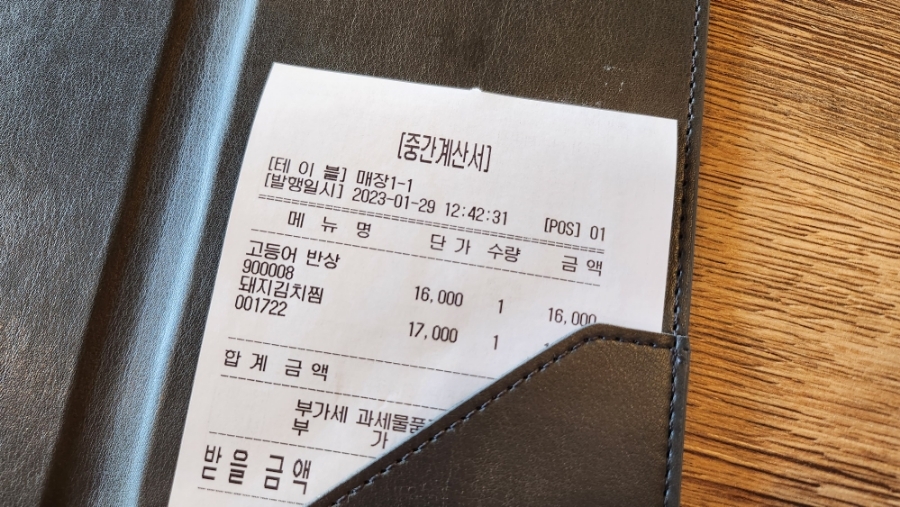 [중간계산서]
[테 이 블] 매장1-1
[발행일시] 2023-01-29 12:42:31 [POS] 01
메 뉴 명 단 가 수량 금 액
고등어 반상
900008 16,000 1 16,000
돼지김치찜
001722 17,000 1
합 계 금 액
부가세 과세물품
부 가
받 을 금 액